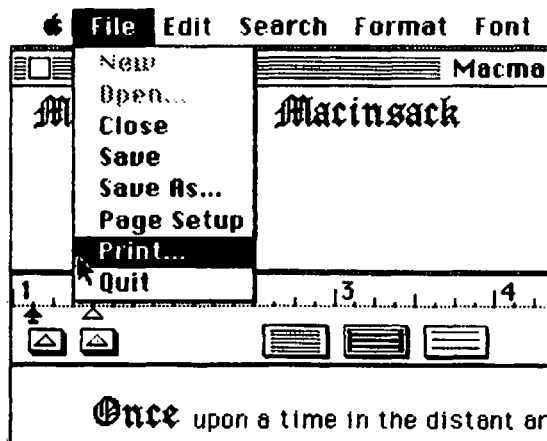 File Edit Search Format Font
Macma
New
Open...
Close
Save
Save As...
Page Setup
Print...
Quit
M Macinsack
1 3 4
Once upon a time in the distant an